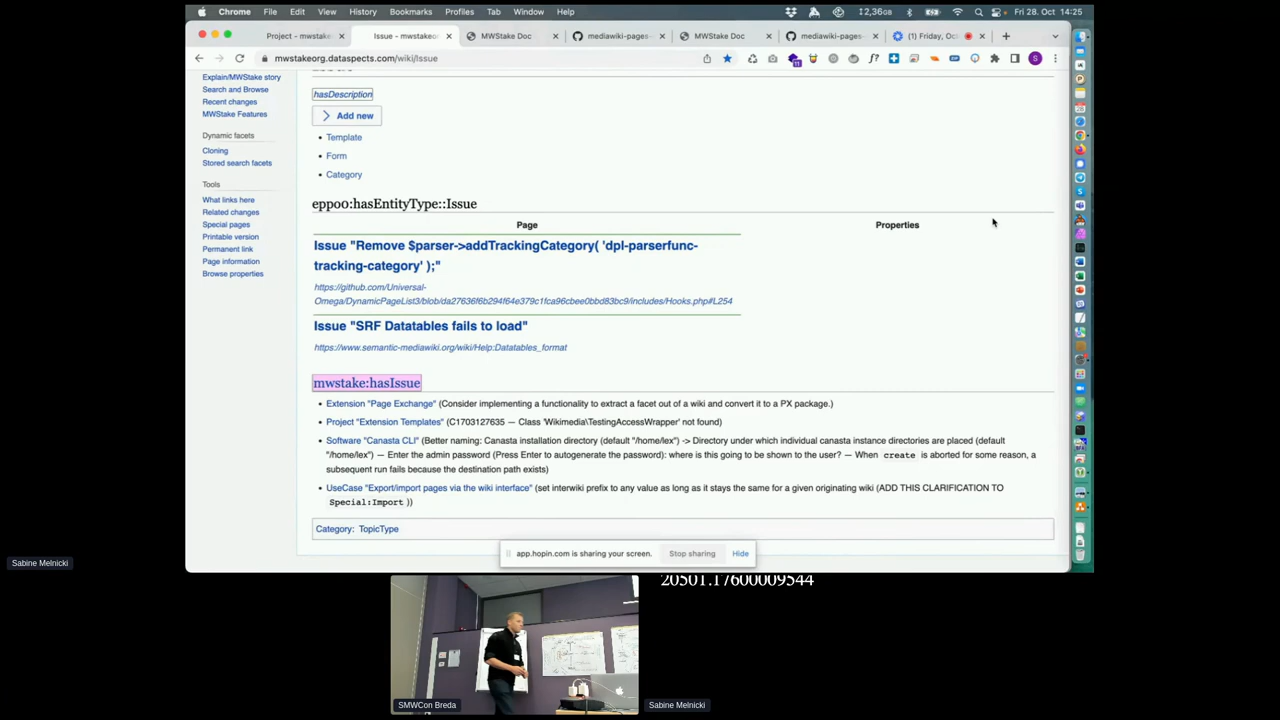 Chrome File Edit View History Bookmarks Profiles Tab Window Help 12,36GB Fri 28. Oct 14:25
Project - mwstake Issue - mwstakeorg MWStake Doc mediawiki-pages- MWStake Doc mediawiki-pages- (1) Friday, Oc
mwstakeorg.dataspects.com/wiki/Issue
Explain/MWStake story
Search and Browse
Recent changes
MWStake Features
Dynamic facets
Cloning
Stored search facets
Tools
What links here
Related changes
Special pages
Printable version
Permanent link
Page information
Browse properties
hasDescription
Add new
Template
Form
Category
eppo0:hasEntityType::Issue
Page Properties
Issue "Remove $parser->addTrackingCategory( 'dpl-parserfunc-
tracking-category' );"
https://github.com/Universal-
Omega/DynamicPageList3/blob/da27636f6b294f64e379c1fca96cbee0bbd83bc9/includes/Hooks.php#L254
Issue "SRF Datatables fails to load"
https://www.semantic-mediawiki.org/wiki/Help:Datatables_format
mwstake:hasIssue
Extension "Page Exchange" (Consider implementing a functionality to extract a facet out of a wiki and convert it to a PX package.)
Project "Extension Templates" (C1703127635 — Class 'Wikimedia\TestingAccessWrapper' not found)
Software "Canasta CLI" (Better naming: Canasta installation directory (default "/home/lex") -> Directory under which individual canasta instance directories are placed (default
"/home/lex") — Enter the admin password (Press Enter to autogenerate the password): where is this going to be shown to the user? — When create is aborted for some reason, a
subsequent run fails because the destination path exists)
UseCase "Export/import pages via the wiki interface" (set interwiki prefix to any value as long as it stays the same for a given originating wiki (ADD THIS CLARIFICATION TO
Special:Import ))
Category: TopicType
app.hopin.com is sharing your screen. Stop sharing Hide
Sabine Melnicki
20501.17600009544
SMWCon Breda
Sabine Melnicki